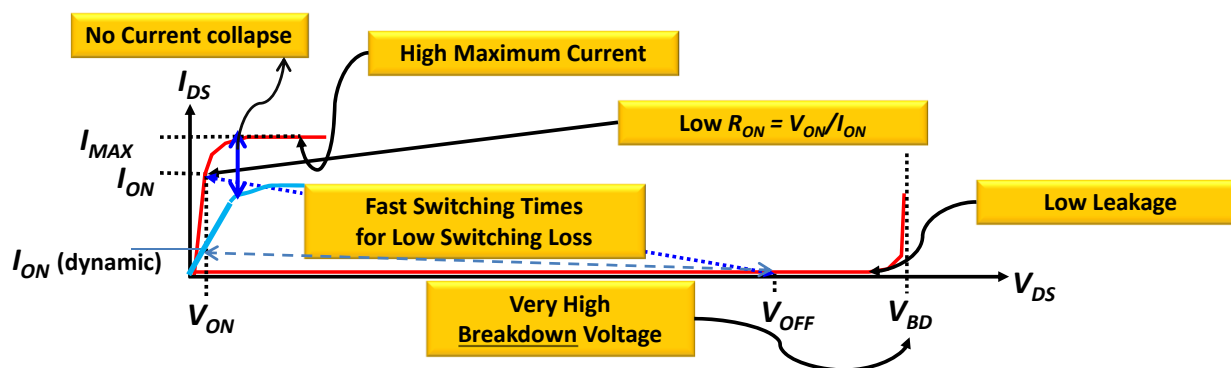 No Current collapse
High Maximum Current
I_DS
I_MAX
Low R_ON = V_ON/I_ON
I_ON
Fast Switching Times
for Low Switching Loss
Low Leakage
I_ON (dynamic)
V_DS
V_ON
Very High
Breakdown Voltage
V_OFF
V_BD